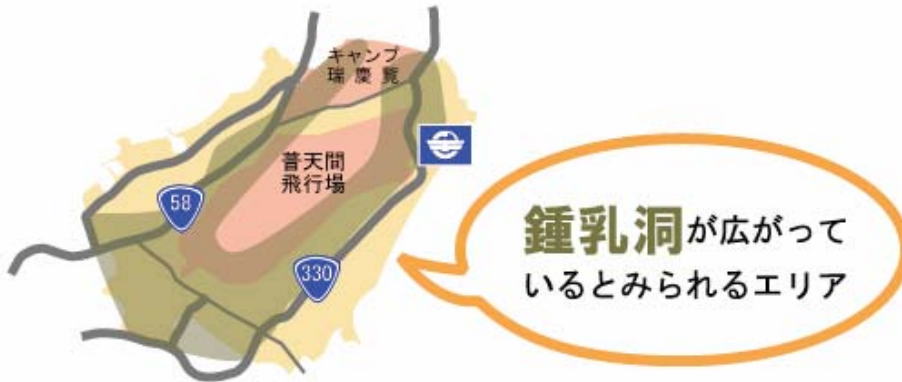 キャンプ
瑞慶覧
普天間
飛行場
58
330
鍾乳洞が広がって
いるとみられるエリア